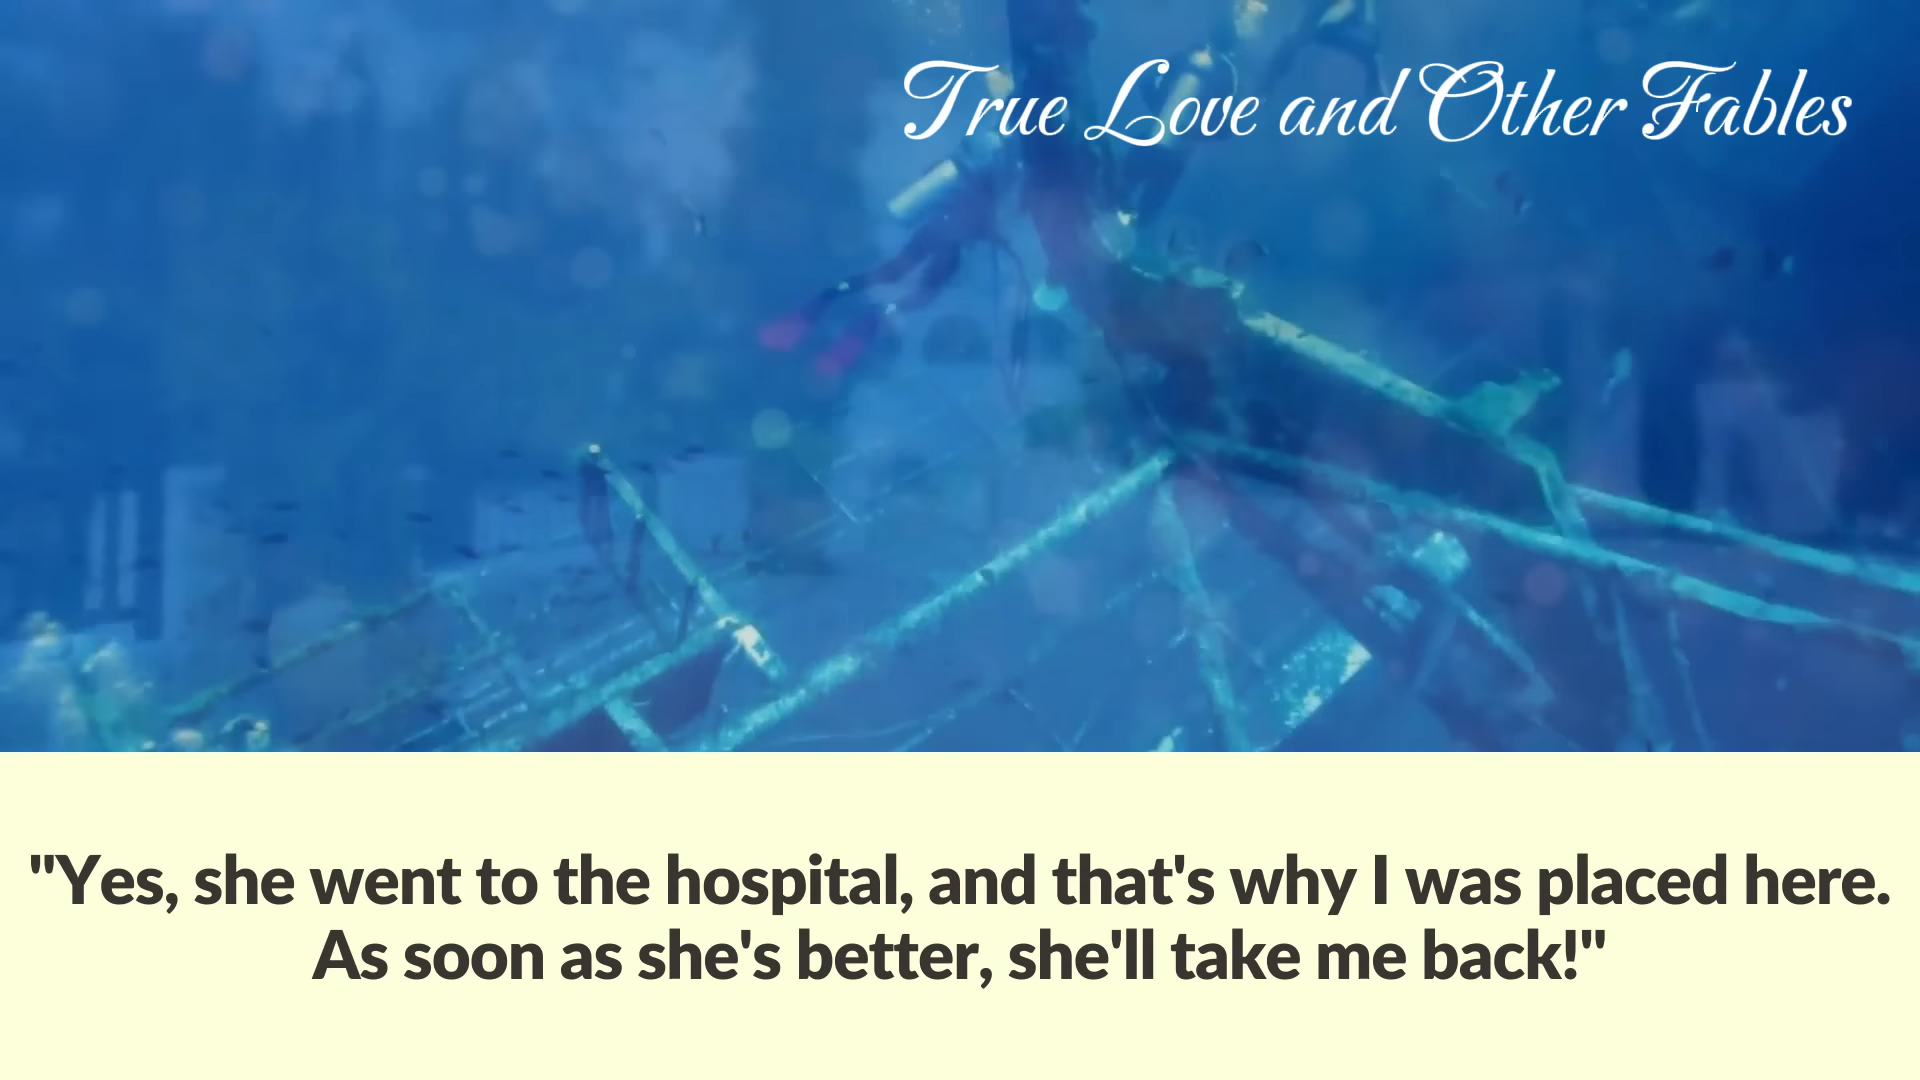 True Love and Other Fables
"Yes, she went to the hospital, and that's why I was placed here.
As soon as she's better, she'll take me back!"